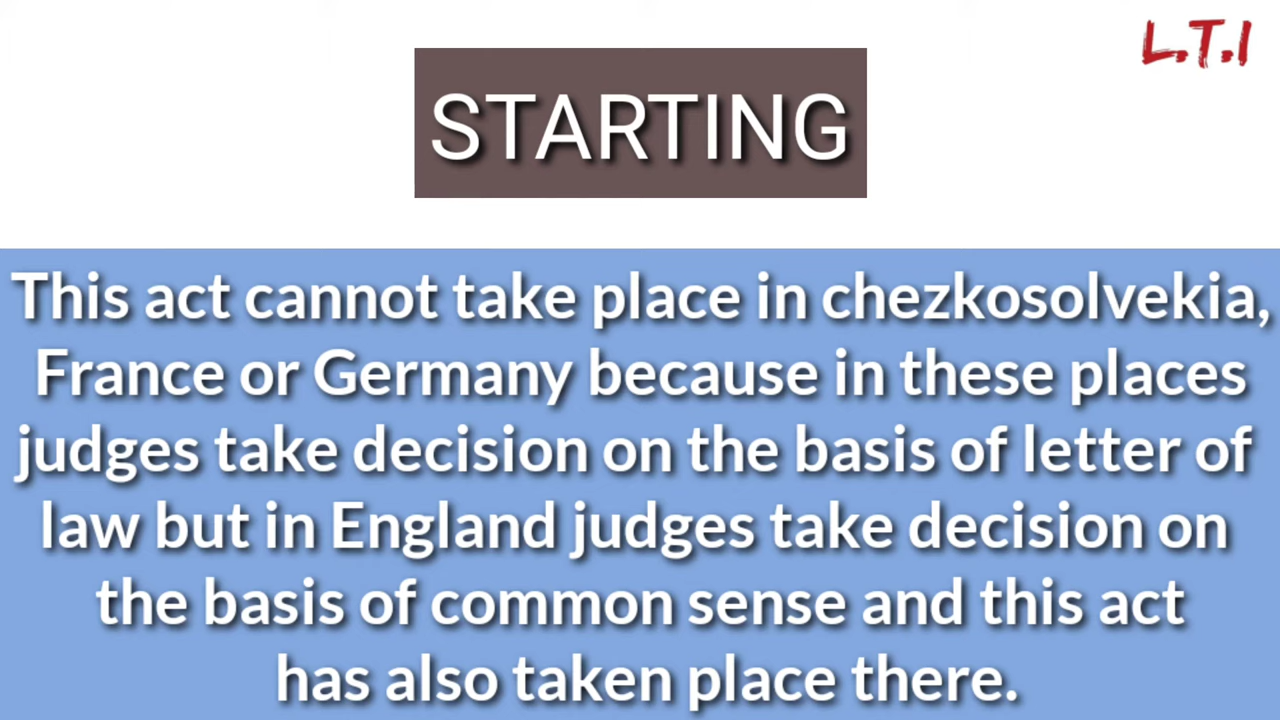 L.T.I
STARTING
This act cannot take place in chezkosolvekia,
France or Germany because in these places
judges take decision on the basis of letter of
law but in England judges take decision on
the basis of common sense and this act
has also taken place there.